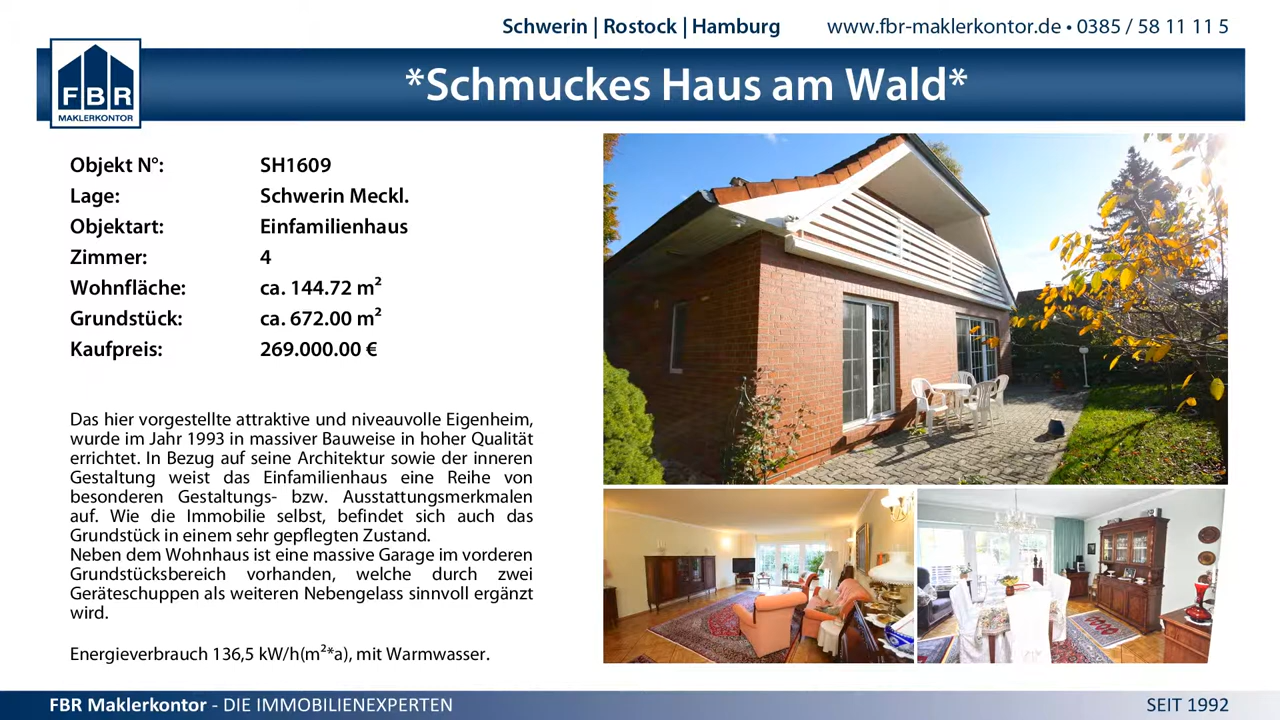 Schwerin | Rostock | Hamburg www.fbr-maklerkontor.de • 0385 / 58 11 11 5
FBR
MAKLERKONTOR
*Schmuckes Haus am Wald*
Objekt N°: SH1609
Lage: Schwerin Meckl.
Objektart: Einfamilienhaus
Zimmer: 4
Wohnfläche: ca. 144.72 m²
Grundstück: ca. 672.00 m²
Kaufpreis: 269.000.00 €
Das hier vorgestellte attraktive und niveauvolle Eigenheim,
wurde im Jahr 1993 in massiver Bauweise in hoher Qualität
errichtet. In Bezug auf seine Architektur sowie der inneren
Gestaltung weist das Einfamilienhaus eine Reihe von
besonderen Gestaltungs- bzw. Ausstattungsmerkmalen
auf. Wie die Immobilie selbst, befindet sich auch das
Grundstück in einem sehr gepflegten Zustand.
Neben dem Wohnhaus ist eine massive Garage im vorderen
Grundstücksbereich vorhanden, welche durch zwei
Geräteschuppen als weiteren Nebengelass sinnvoll ergänzt
wird.
Energieverbrauch 136,5 kW/h(m²*a), mit Warmwasser.
FBR Maklerkontor - DIE IMMOBILIENEXPERTEN SEIT 1992